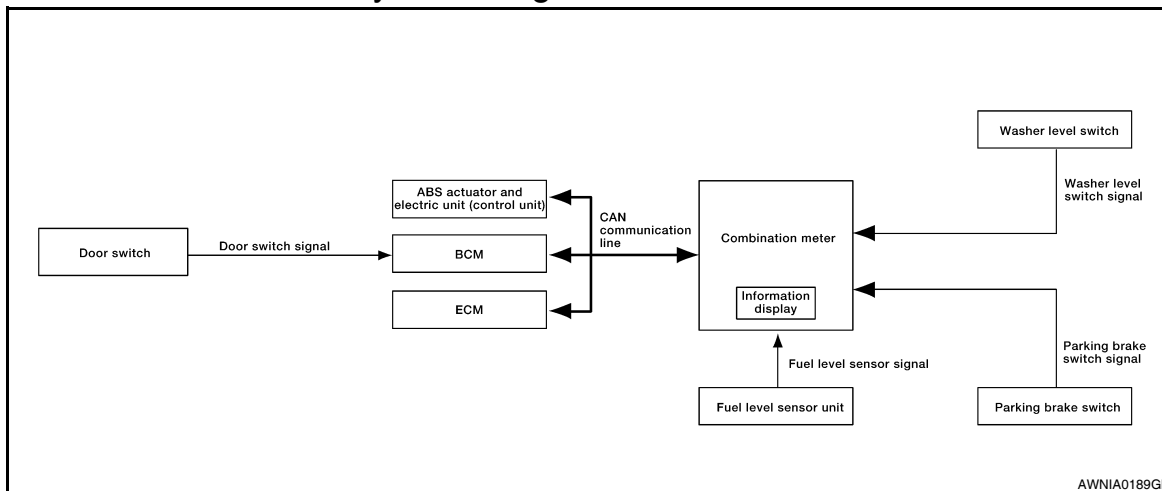 Washer level switch
Washer level
switch signal
ABS actuator and
electric unit (control unit)
CAN
communication
line
Door switch
Door switch signal
BCM
Combination meter
ECM
Information
display
Parking brake
switch signal
Fuel level sensor signal
Fuel level sensor unit
Parking brake switch